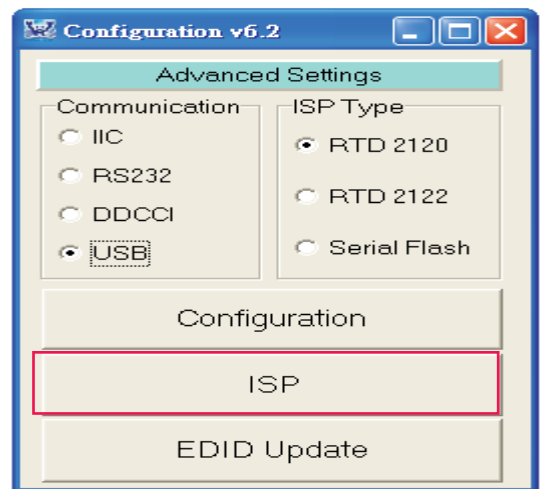 Configuration v6.2
Advanced Settings
Communication
IIC
RS232
DDCCI
USB
ISP Type
RTD 2120
RTD 2122
Serial Flash
Configuration
ISP
EDID Update